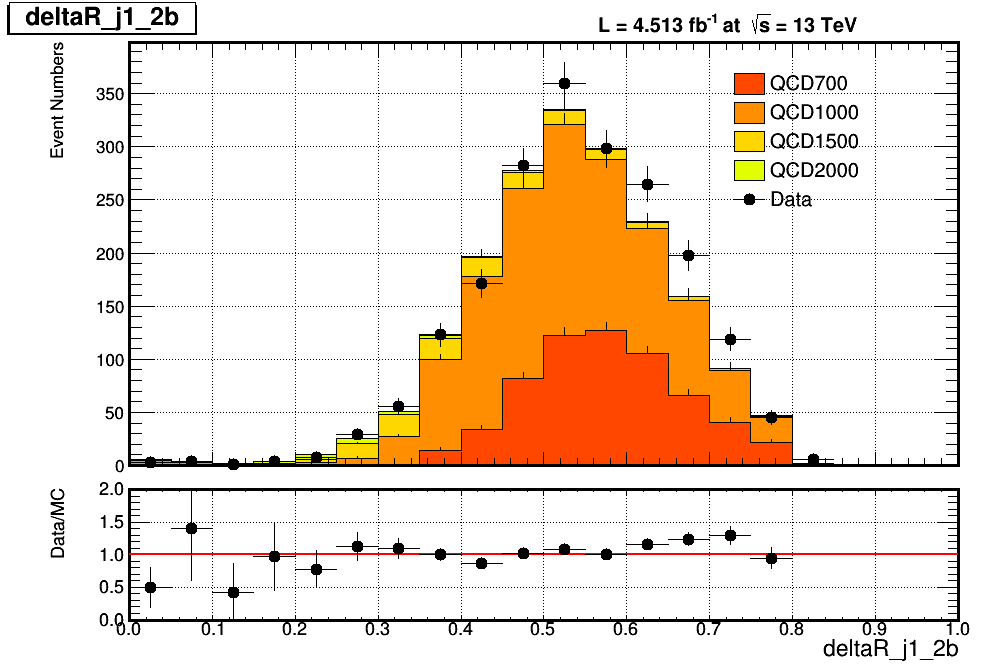 deltaR_j1_2b
L = 4.513 fb⁻¹ at √s = 13 TeV
Event Numbers
350
300
250
200
150
100
50
0
QCD700
QCD1000
QCD1500
QCD2000
Data
Data/MC
2.0
1.5
1.0
0.5
0.0
0.0 0.1 0.2 0.3 0.4 0.5 0.6 0.7 0.8 0.9 1.0
deltaR_j1_2b